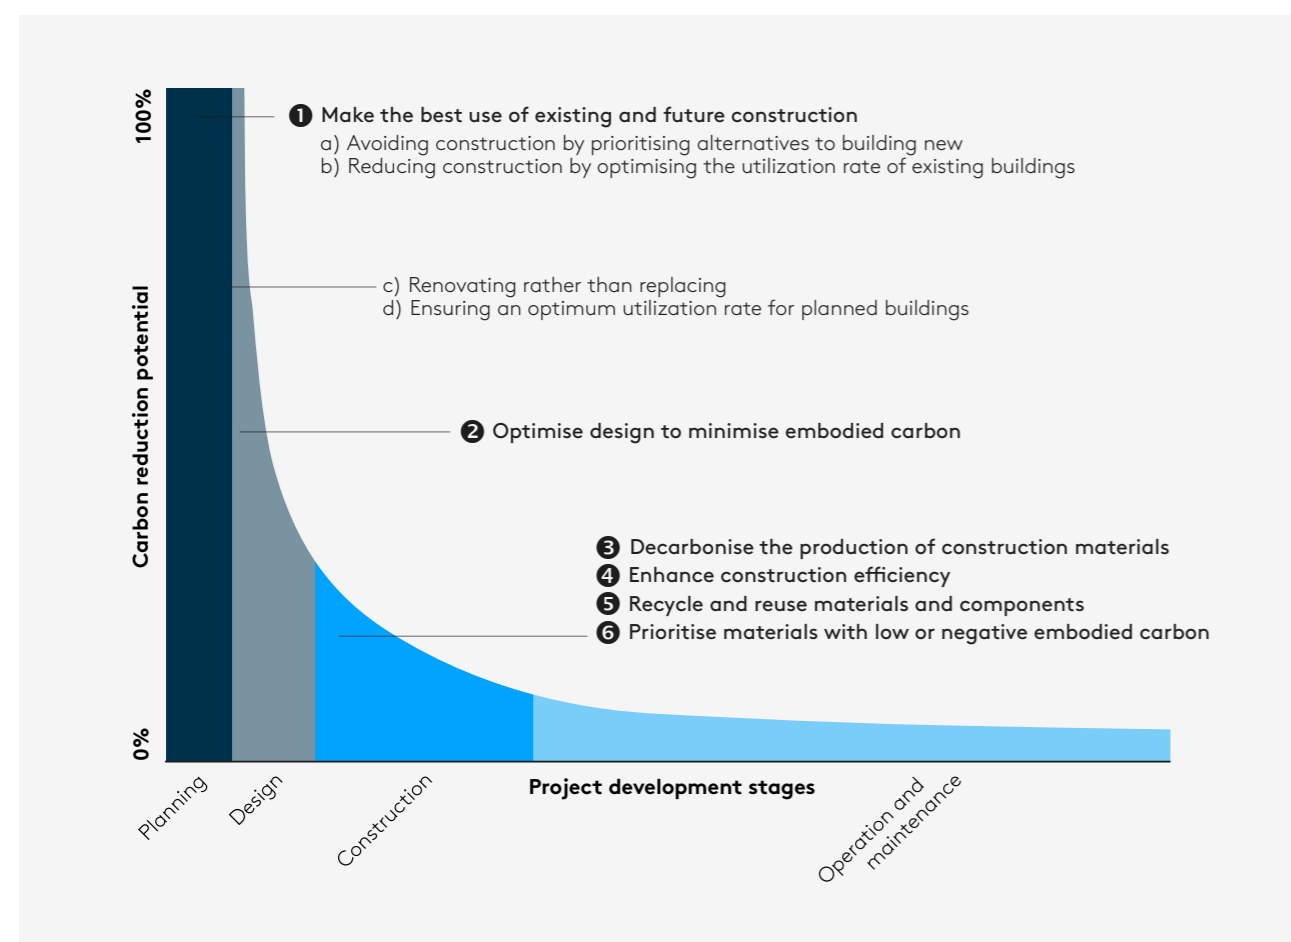 100%
❶ Make the best use of existing and future construction
a) Avoiding construction by prioritising alternatives to building new
b) Reducing construction by optimising the utilization rate of existing buildings
c) Renovating rather than replacing
d) Ensuring an optimum utilization rate for planned buildings
Carbon reduction potential
❷ Optimise design to minimise embodied carbon
❸ Decarbonise the production of construction materials
❹ Enhance construction efficiency
❺ Recycle and reuse materials and components
❻ Prioritise materials with low or negative embodied carbon
0%
Planning
Design
Construction
Project development stages
Operation and
maintenance